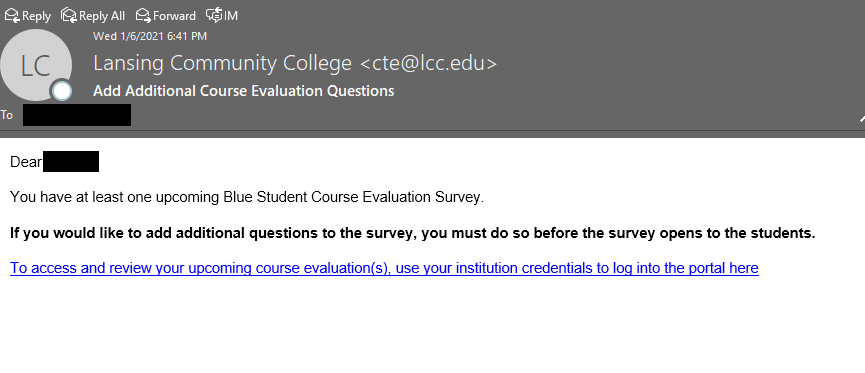 Reply Reply All Forward IM
Wed 1/6/2021 6:41 PM
LC
Lansing Community College <cte@lcc.edu>
Add Additional Course Evaluation Questions
To
Dear
You have at least one upcoming Blue Student Course Evaluation Survey.
If you would like to add additional questions to the survey, you must do so before the survey opens to the students.
To access and review your upcoming course evaluation(s), use your institution credentials to log into the portal here